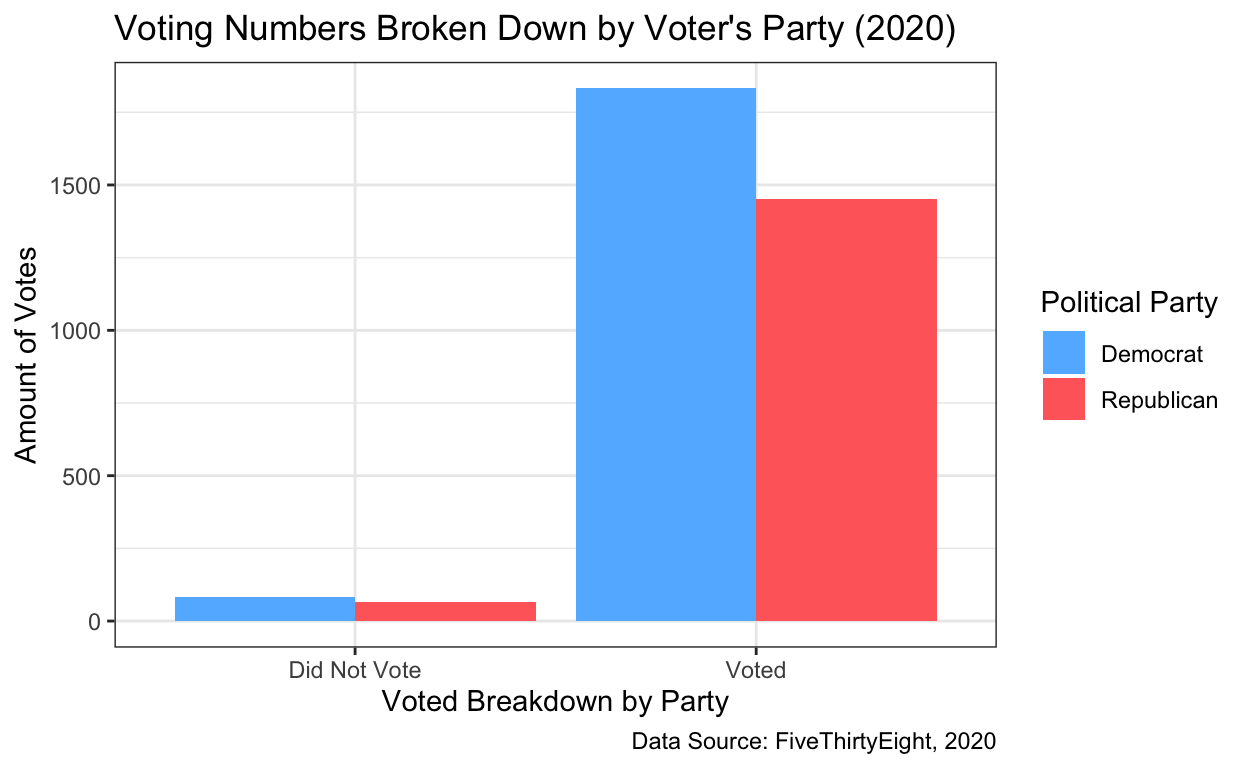 Voting Numbers Broken Down by Voter's Party (2020)
Amount of Votes
1500
1000
500
0
Did Not Vote
Voted
Voted Breakdown by Party
Data Source: FiveThirtyEight, 2020
Political Party
Democrat
Republican